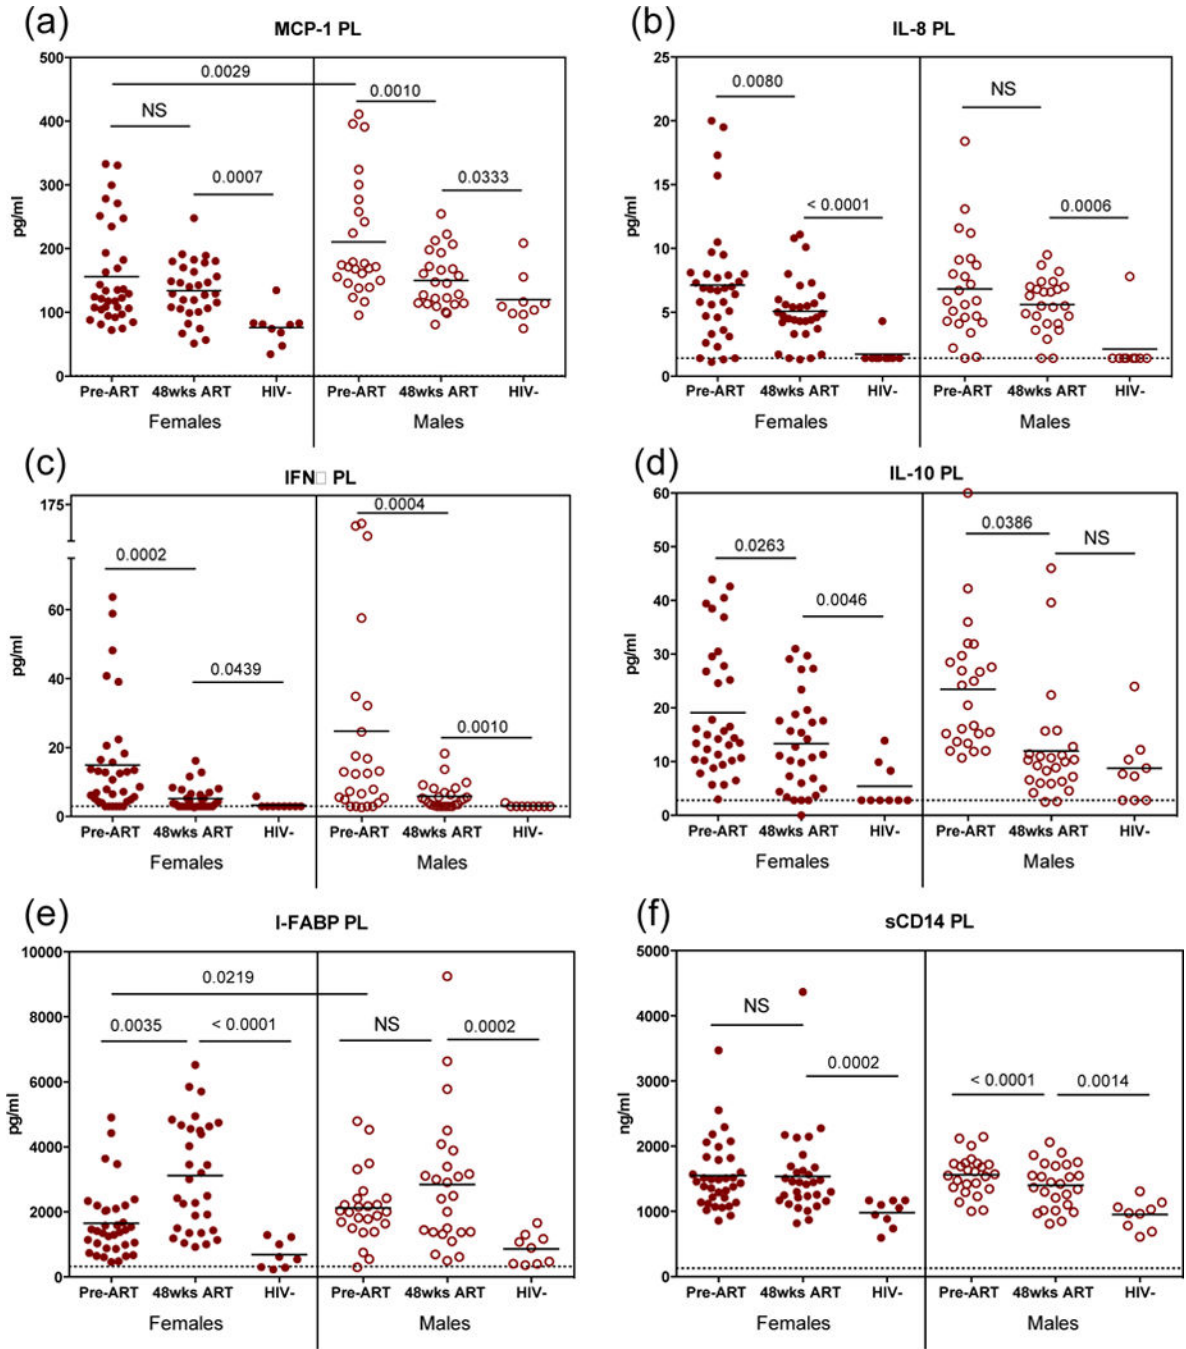 (a)
MCP-1 PL
500
400
300
200
100
0
pg/ml
0.0029
NS
0.0010
0.0007
0.0333
Pre-ART 48wks ART HIV- Pre-ART 48wks ART HIV-
Females Males
(b)
IL-8 PL
25
20
15
10
5
0
pg/ml
0.0080
NS
< 0.0001
0.0006
Pre-ART 48wks ART HIV- Pre-ART 48wks ART HIV-
Females Males
(c)
IFN□ PL
175
60
40
20
0
pg/ml
0.0004
0.0002
0.0439
0.0010
Pre-ART 48wks ART HIV- Pre-ART 48wks ART HIV-
Females Males
(d)
IL-10 PL
60
50
40
30
20
10
0
pg/ml
0.0263
0.0386
NS
0.0046
Pre-ART 48wks ART HIV- Pre-ART 48wks ART HIV-
Females Males
(e)
I-FABP PL
10000
8000
6000
4000
2000
0
pg/ml
0.0219
0.0035
< 0.0001
NS
0.0002
Pre-ART 48wks ART HIV- Pre-ART 48wks ART HIV-
Females Males
(f)
sCD14 PL
5000
4000
3000
2000
1000
0
ng/ml
NS
0.0002
< 0.0001
0.0014
Pre-ART 48wks ART HIV- Pre-ART 48wks ART HIV-
Females Males